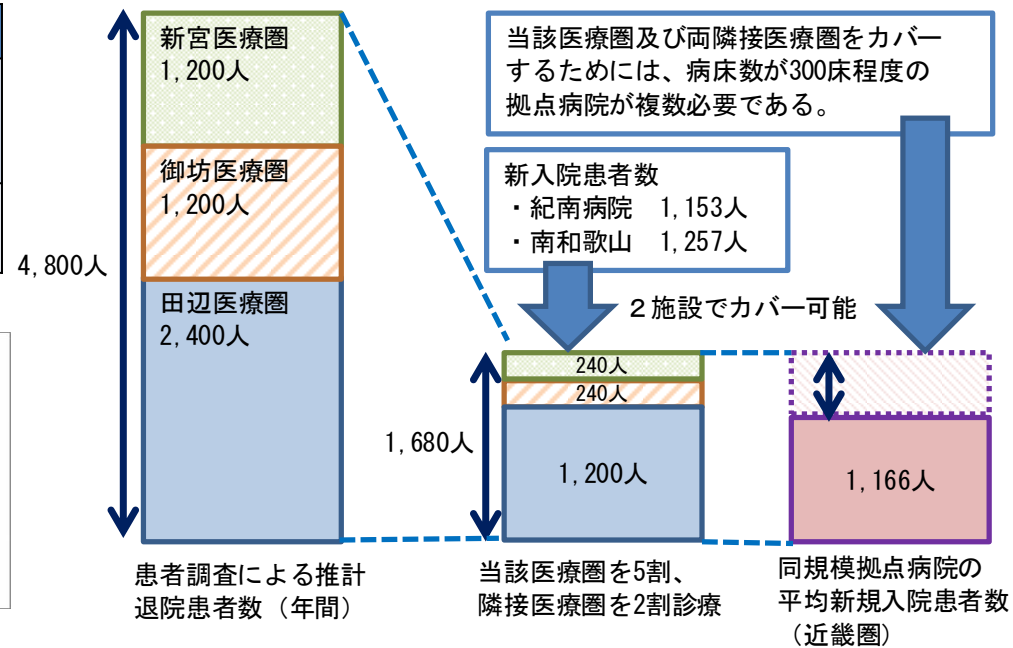 新宮医療圏
1,200人
御坊医療圏
1,200人
田辺医療圏
2,400人
4,800人
患者調査による推計
退院患者数（年間）
当該医療圏及び両隣接医療圏をカバー
するためには、病床数が300床程度の
拠点病院が複数必要である。
新入院患者数
・紀南病院　1,153人
・南和歌山　1,257人
２施設でカバー可能
240人
240人
1,200人
1,680人
当該医療圏を5割、
隣接医療圏を2割診療
1,166人
同規模拠点病院の
平均新規入院患者数
（近畿圏）